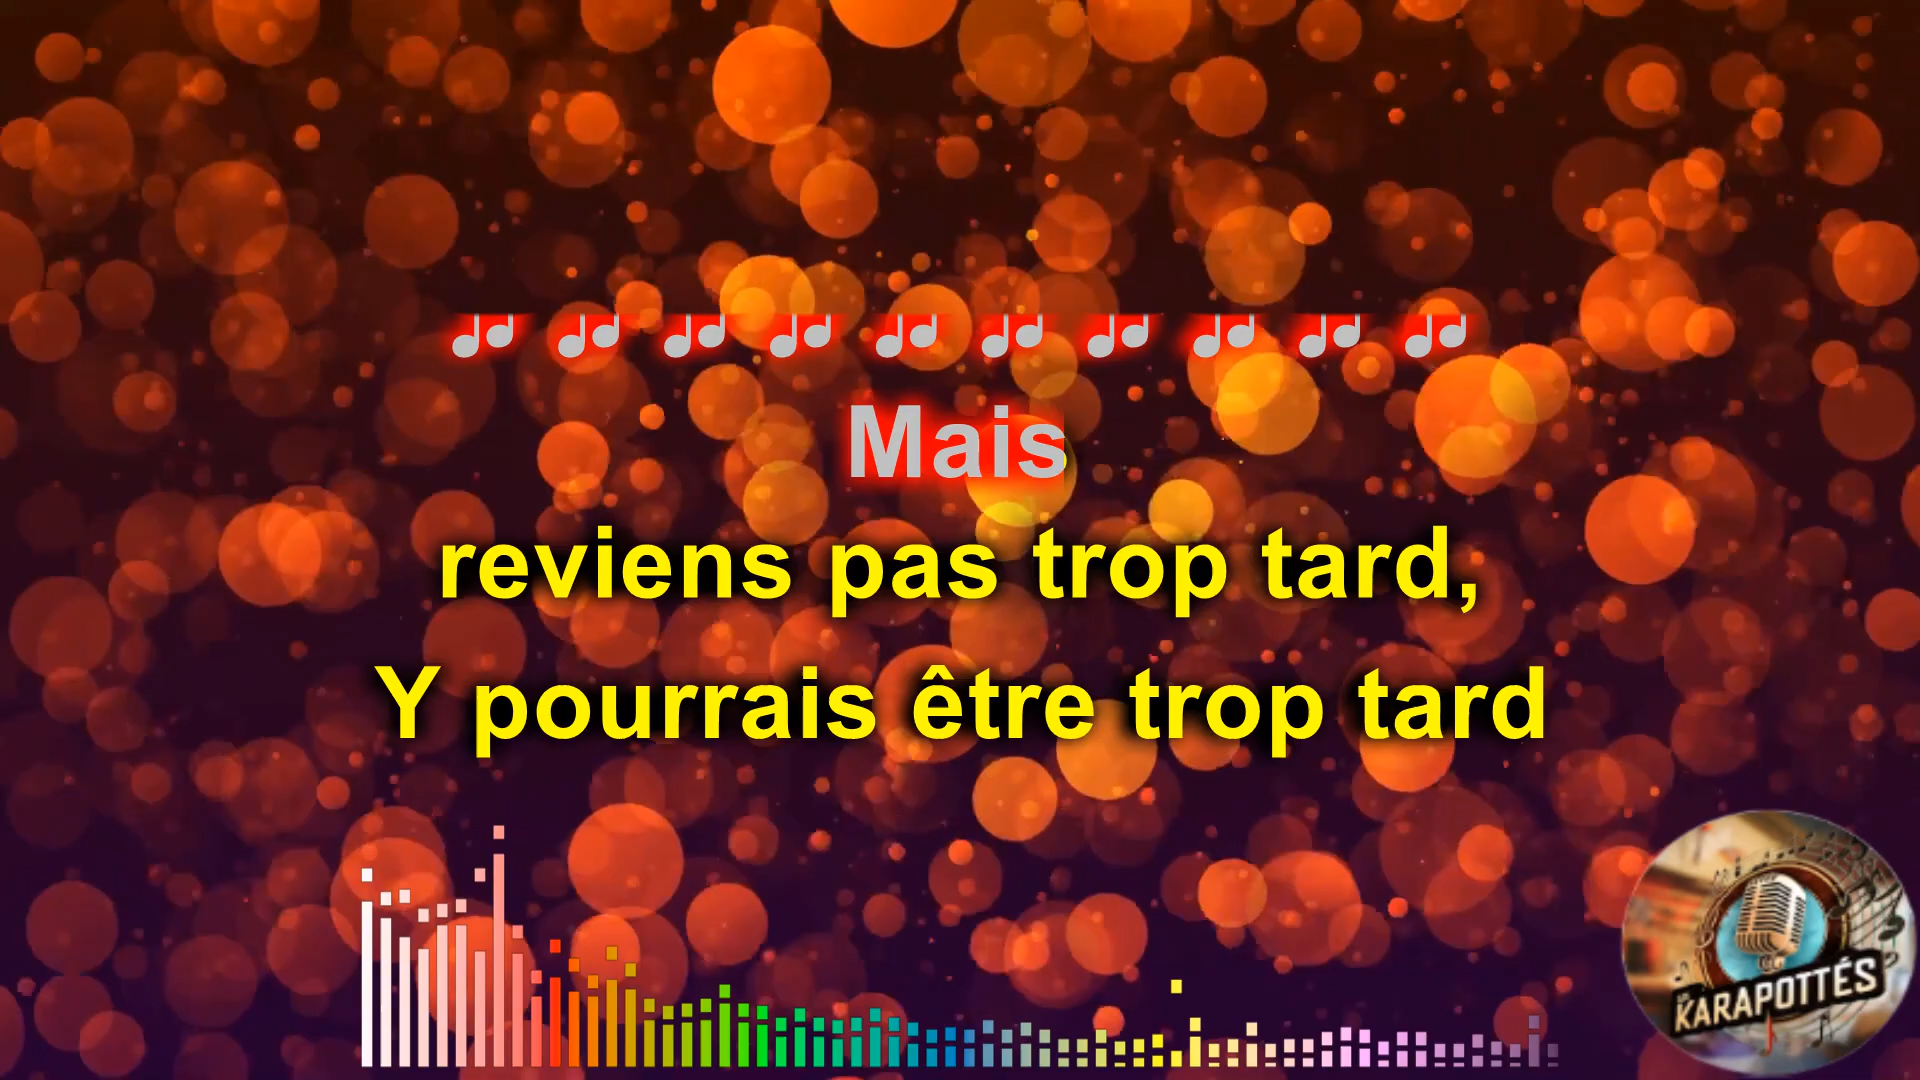 ♫ ♫ ♫ ♫ ♫ ♫ ♫ ♫ ♫ ♫
Mais
reviens pas trop tard,
Y pourrais être trop tard
KARAPOTTÉS